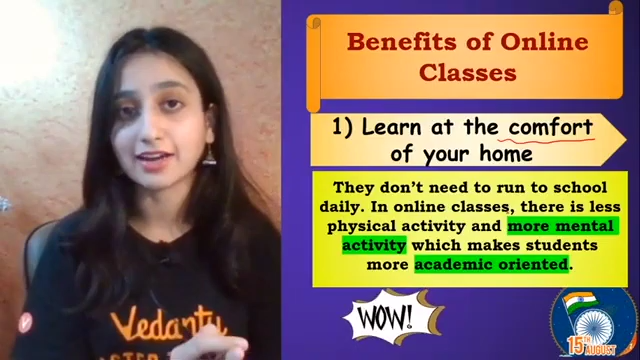 Benefits of Online
Classes
1) Learn at the comfort
of your home
They don't need to run to school
daily. In online classes, there is less
physical activity and more mental
activity which makes students
more academic oriented.
WOW!
Vedantu
15TH
AUGUST